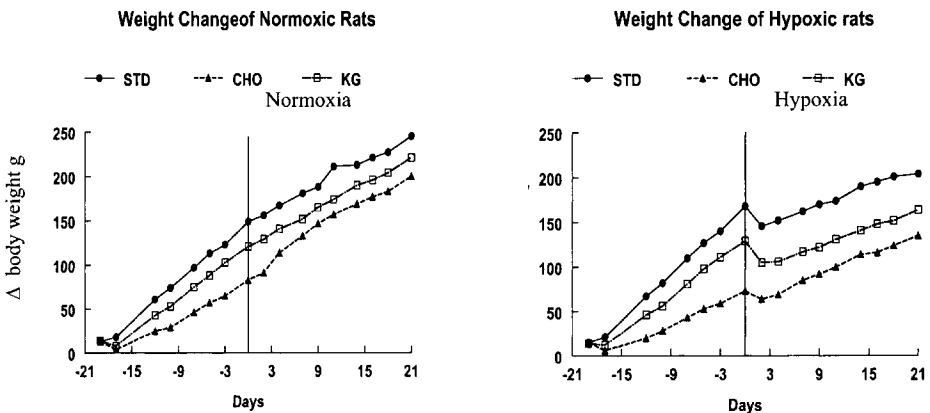 Weight Changeof Normoxic Rats
STD CHO KG
Normoxia
250
200
150
100
50
0
-21 -15 -9 -3 3 9 15 21
Days
Δ body weight g
Weight Change of Hypoxic rats
STD CHO KG
Hypoxia
250
200
150
100
50
0
-21 -15 -9 -3 3 9 15 21
Days